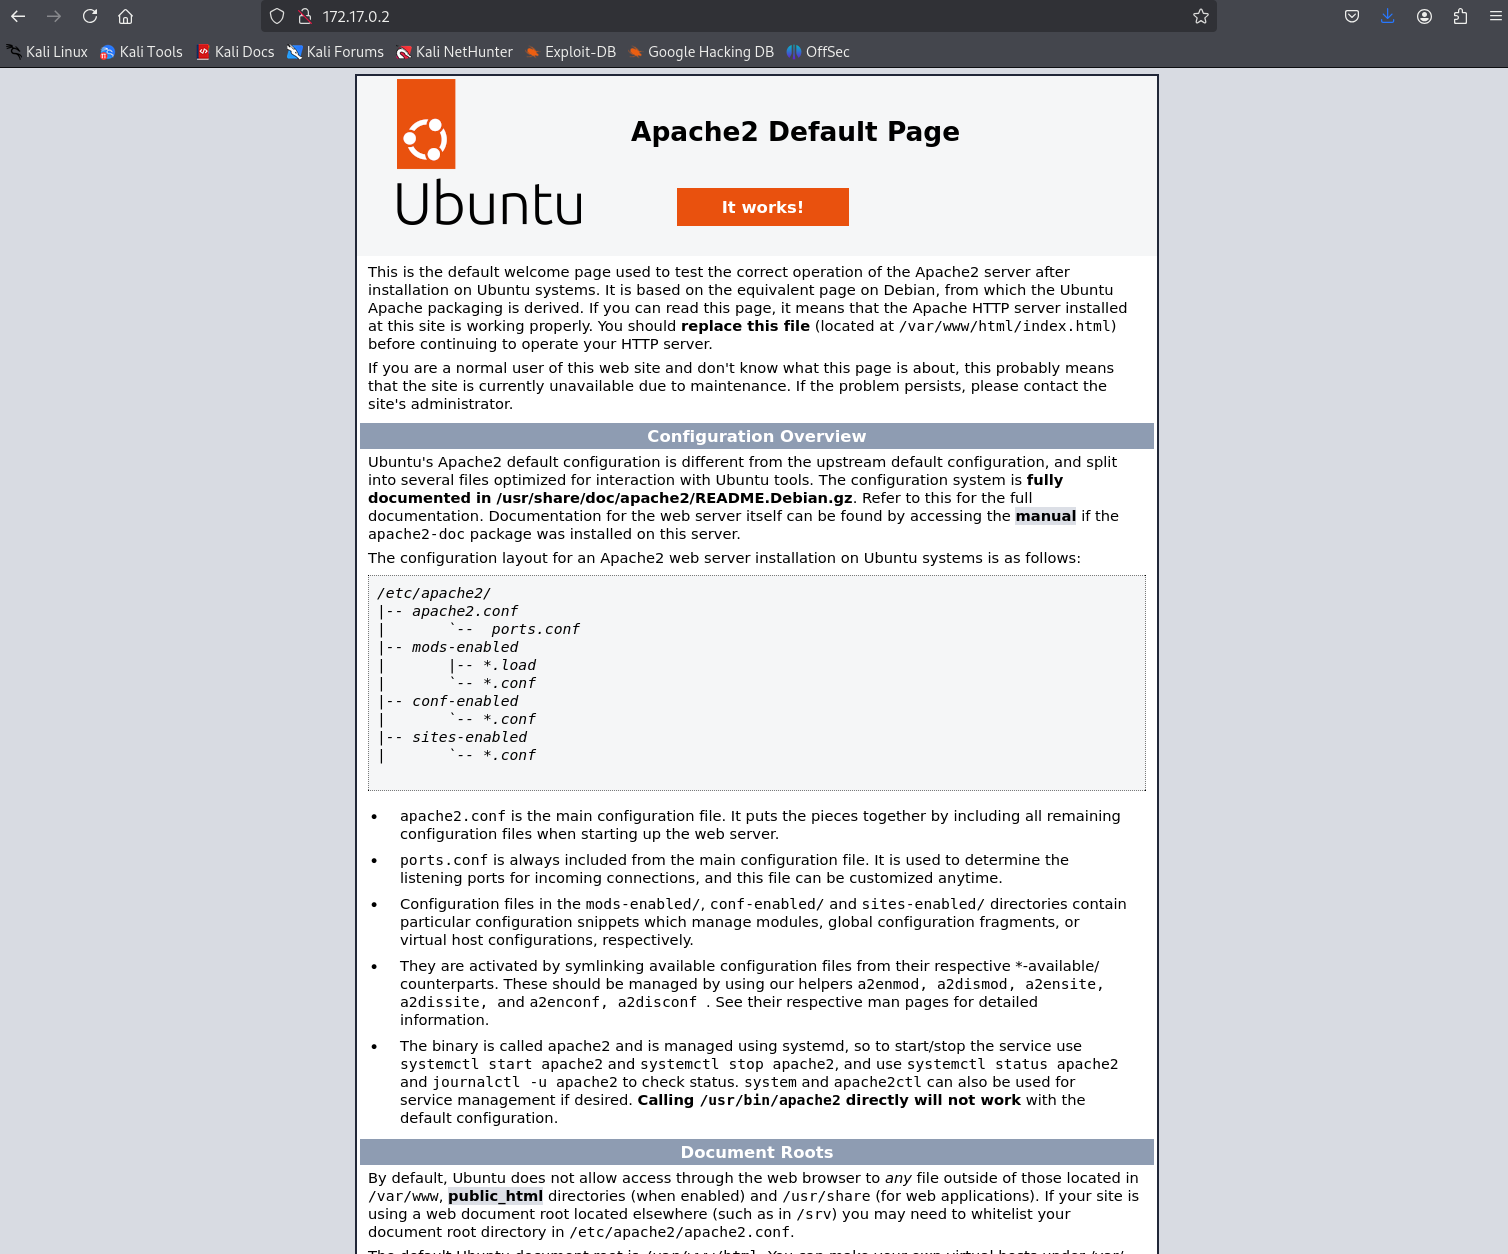 172.17.0.2
Kali Linux Kali Tools Kali Docs Kali Forums Kali NetHunter Exploit-DB Google Hacking DB OffSec
Ubuntu
Apache2 Default Page
It works!
This is the default welcome page used to test the correct operation of the Apache2 server after
installation on Ubuntu systems. It is based on the equivalent page on Debian, from which the Ubuntu
Apache packaging is derived. If you can read this page, it means that the Apache HTTP server installed
at this site is working properly. You should replace this file (located at /var/www/html/index.html)
before continuing to operate your HTTP server.
If you are a normal user of this web site and don't know what this page is about, this probably means
that the site is currently unavailable due to maintenance. If the problem persists, please contact the
site's administrator.
Configuration Overview
Ubuntu's Apache2 default configuration is different from the upstream default configuration, and split
into several files optimized for interaction with Ubuntu tools. The configuration system is fully
documented in /usr/share/doc/apache2/README.Debian.gz. Refer to this for the full
documentation. Documentation for the web server itself can be found by accessing the manual if the
apache2-doc package was installed on this server.
The configuration layout for an Apache2 web server installation on Ubuntu systems is as follows:
/etc/apache2/
|-- apache2.conf
|       `--  ports.conf
|-- mods-enabled
|       |-- *.load
|       `-- *.conf
|-- conf-enabled
|       `-- *.conf
|-- sites-enabled
|       `-- *.conf
• apache2.conf is the main configuration file. It puts the pieces together by including all remaining
configuration files when starting up the web server.
• ports.conf is always included from the main configuration file. It is used to determine the
listening ports for incoming connections, and this file can be customized anytime.
• Configuration files in the mods-enabled/, conf-enabled/ and sites-enabled/ directories contain
particular configuration snippets which manage modules, global configuration fragments, or
virtual host configurations, respectively.
• They are activated by symlinking available configuration files from their respective *-available/
counterparts. These should be managed by using our helpers a2enmod, a2dismod, a2ensite,
a2dissite, and a2enconf, a2disconf . See their respective man pages for detailed
information.
• The binary is called apache2 and is managed using systemd, so to start/stop the service use
systemctl start apache2 and systemctl stop apache2, and use systemctl status apache2
and journalctl -u apache2 to check status. system and apache2ctl can also be used for
service management if desired. Calling /usr/bin/apache2 directly will not work with the
default configuration.
Document Roots
By default, Ubuntu does not allow access through the web browser to any file outside of those located in
/var/www, public_html directories (when enabled) and /usr/share (for web applications). If your site is
using a web document root located elsewhere (such as in /srv) you may need to whitelist your
document root directory in /etc/apache2/apache2.conf.
The default Ubuntu document root is /var/www/html. You can make your own virtual hosts under /var/